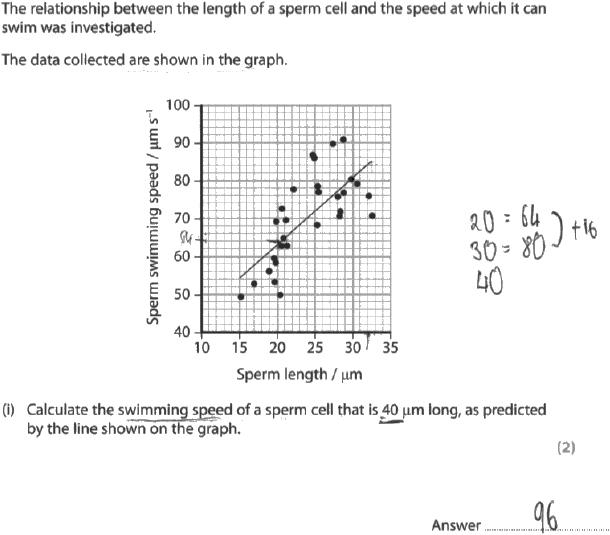 The relationship between the length of a sperm cell and the speed at which it can
swim was investigated.
The data collected are shown in the graph.
100
90
80
70
64
60
50
40
Sperm swimming speed / μm s⁻¹
10 15 20 25 30 35
Sperm length / μm
20 = 64
30 = 80 ) +16
40
(i) Calculate the swimming speed of a sperm cell that is 40 μm long, as predicted
by the line shown on the graph.
(2)
Answer 96